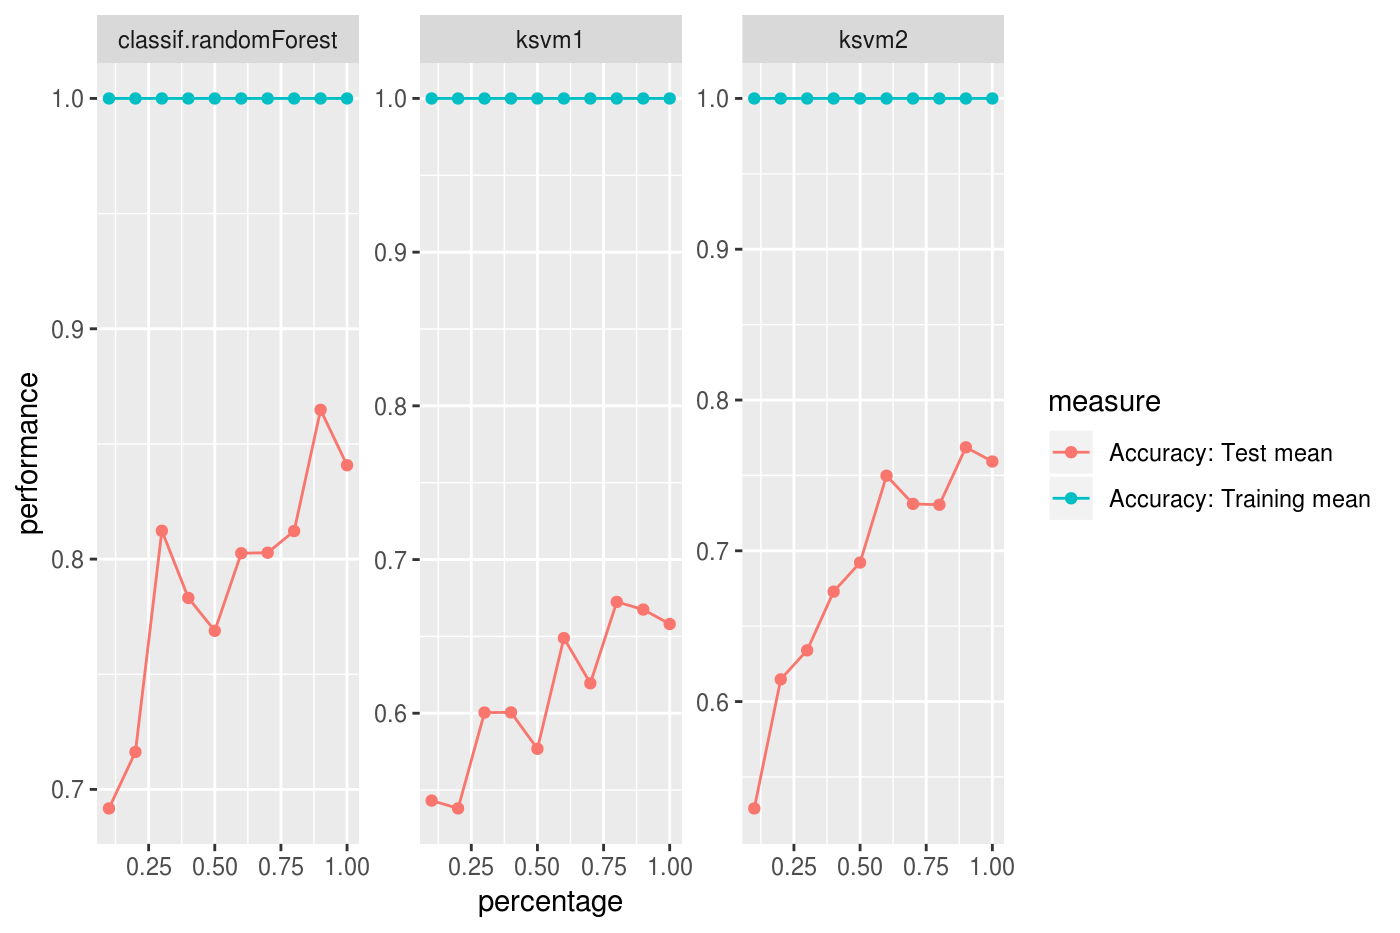 classif.randomForest
ksvm1
ksvm2
performance
1.0
0.9
0.8
0.7
1.0
0.9
0.8
0.7
0.6
1.0
0.9
0.8
0.7
0.6
0.25 0.50 0.75 1.00
0.25 0.50 0.75 1.00
0.25 0.50 0.75 1.00
percentage
measure
Accuracy: Test mean
Accuracy: Training mean